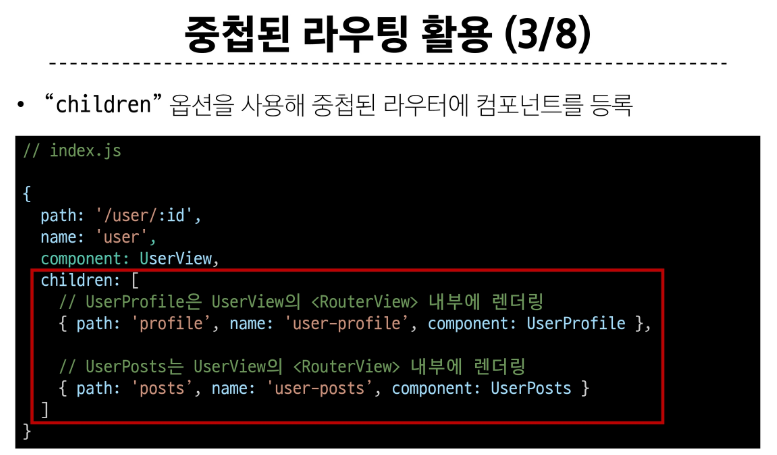 중첩된 라우팅 활용 (3/8)
• “children” 옵션을 사용해 중첩된 라우터에 컴포넌트를 등록
// index.js
{
path: '/user/:id',
name: 'user',
component: UserView,
children: [
// UserProfile은 UserView의 <RouterView> 내부에 렌더링
{ path: 'profile’, name: 'user-profile’, component: UserProfile },
// UserPosts는 UserView의 <RouterView> 내부에 렌더링
{ path: 'posts’, name: 'user-posts’, component: UserPosts }
]
}